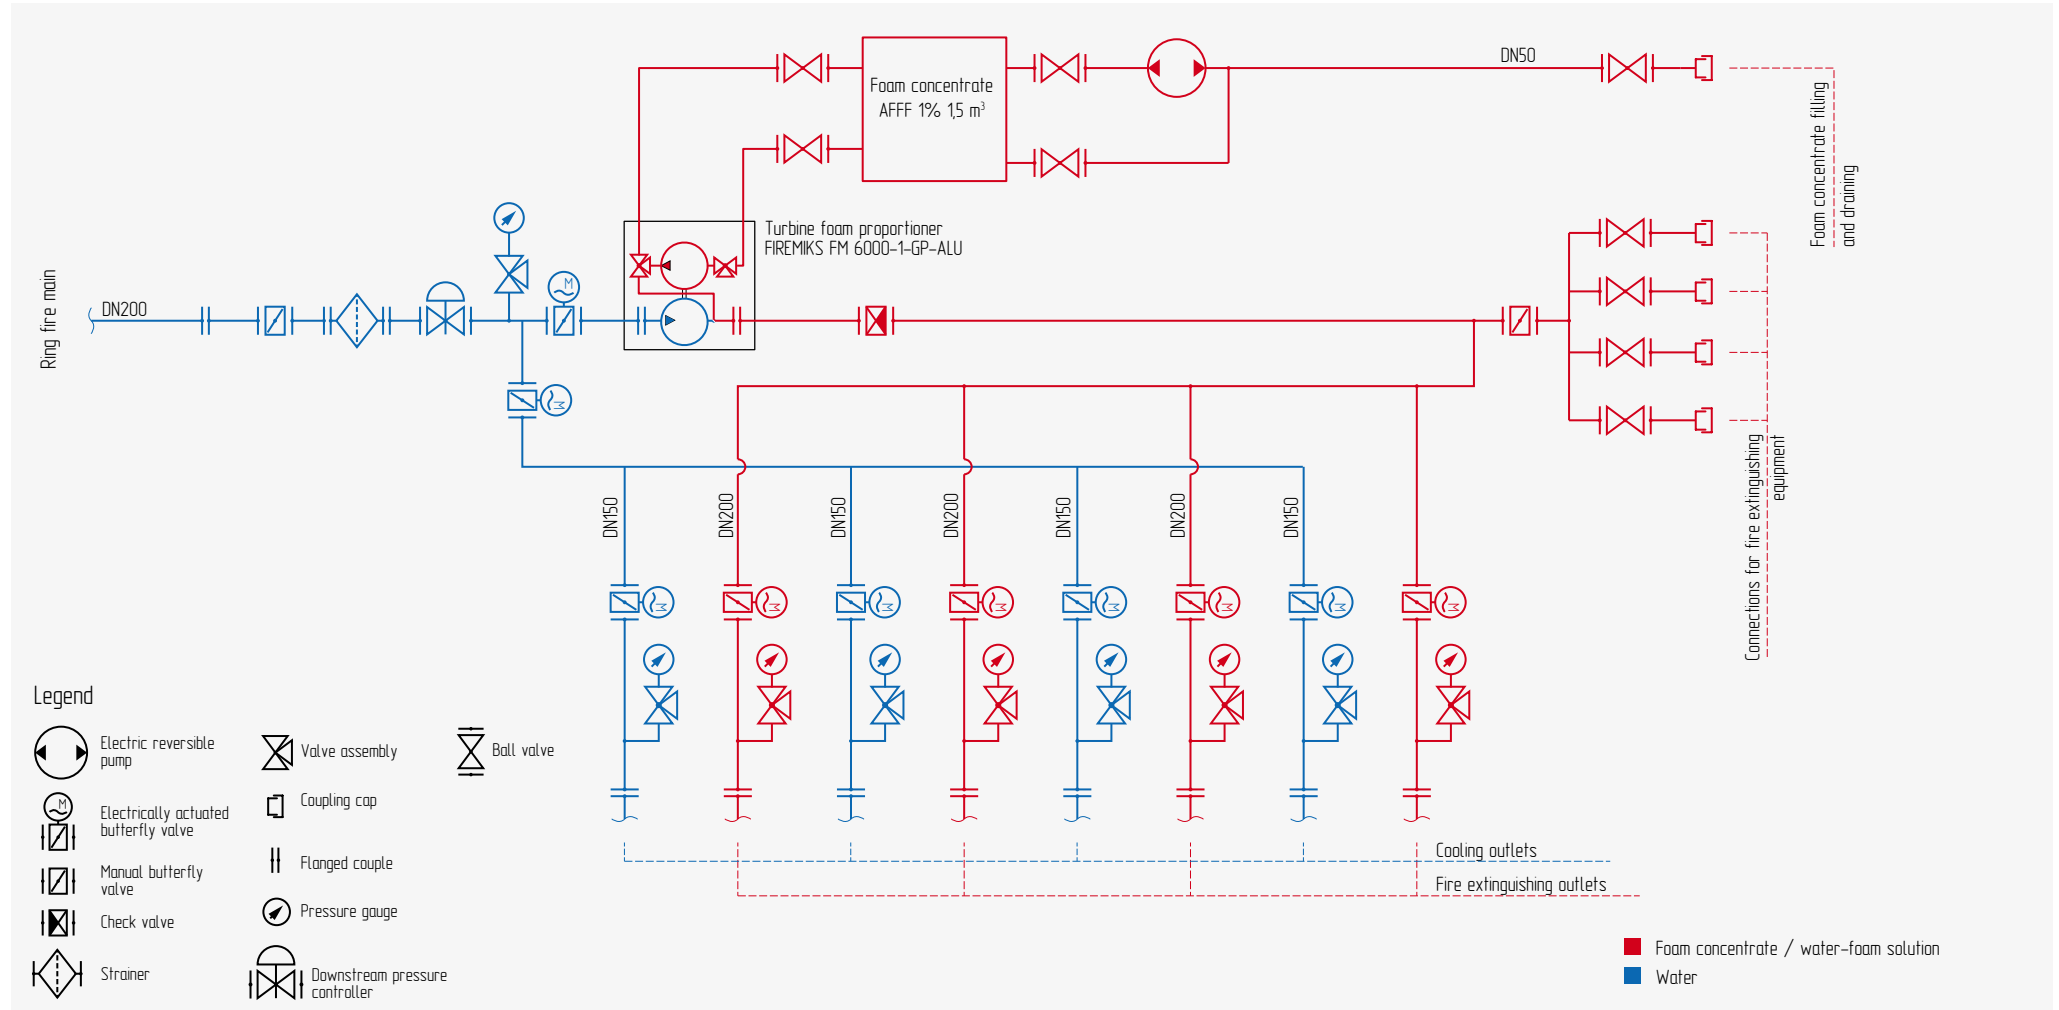 DN50
Foam concentrate
AFFF 1% 1,5 m³
Foam concentrate filling
and draining
Turbine foam proportioner
FIREMIKS FM 6000-1-GP-ALU
Ring fire main
DN200
M
M
Connections for fire extinguishing
equipment
DN150
DN200
DN150
DN200
DN150
DN200
DN150
M
M
M
M
M
M
M
M
Legend
Electric reversible
pump
Valve assembly
Ball valve
M
Electrically actuated
butterfly valve
Coupling cap
Flanged couple
Manual butterfly
valve
Pressure gauge
Check valve
Strainer
Downstream pressure
controller
Cooling outlets
Fire extinguishing outlets
Foam concentrate / water-foam solution
Water